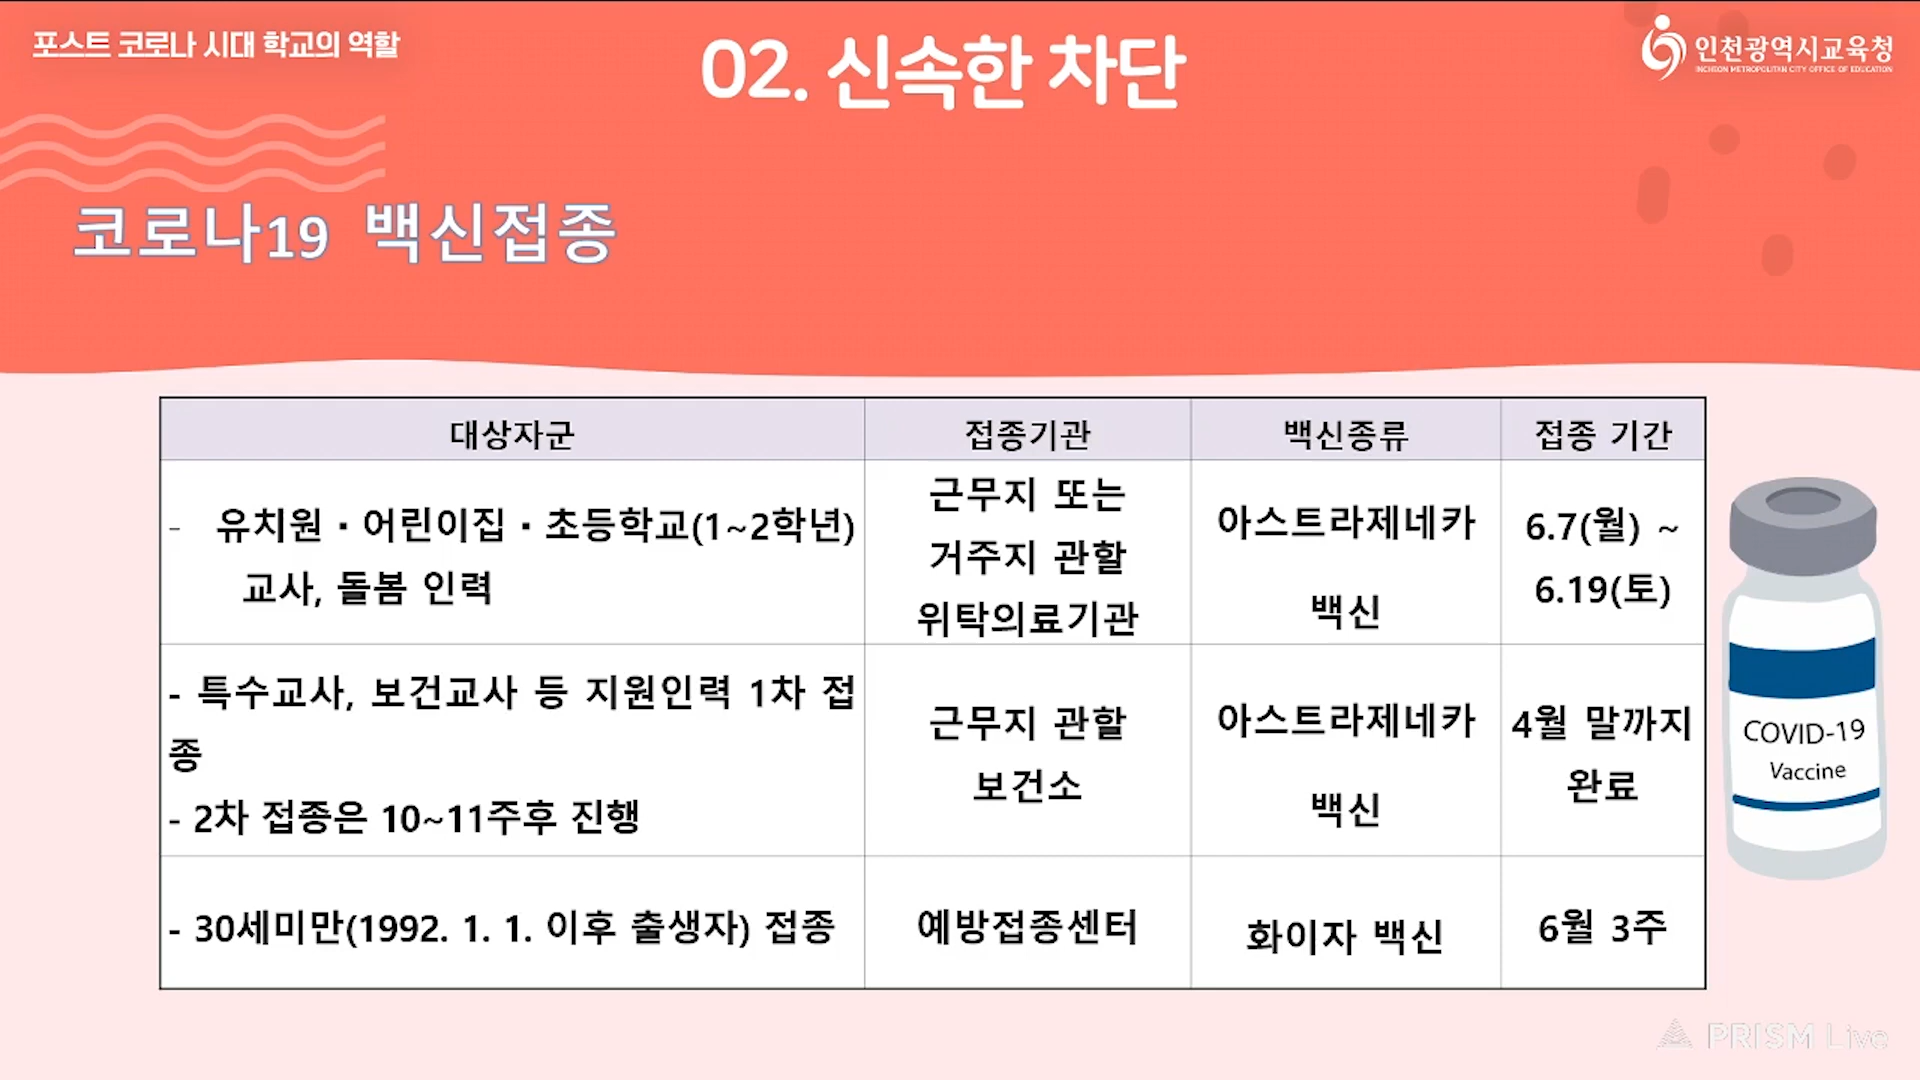 포스트 코로나 시대 학교의 역할
02. 신속한 차단
인천광역시교육청
INCHEON METROPOLITAN CITY OFFICE OF EDUCATION
코로나19 백신접종
대상자군
접종기관
백신종류
접종 기간
- 유치원 · 어린이집 · 초등학교(1~2학년)
교사, 돌봄 인력
근무지 또는
거주지 관할
위탁의료기관
아스트라제네카
백신
6.7(월) ~
6.19(토)
- 특수교사, 보건교사 등 지원인력 1차 접
종
- 2차 접종은 10~11주후 진행
근무지 관할
보건소
아스트라제네카
백신
4월 말까지
완료
- 30세미만(1992. 1. 1. 이후 출생자) 접종
예방접종센터
화이자 백신
6월 3주
COVID-19
Vaccine
PRISM Live